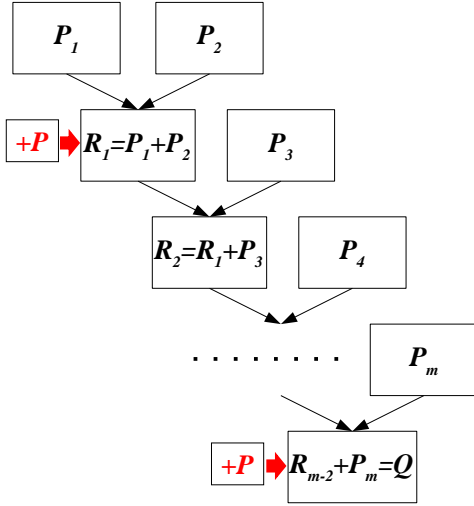 P₁ P₂
+P R₁=P₁+P₂ P₃
R₂=R₁+P₃ P₄
. . . . . . . . Pₘ
+P Rₘ₋₂+Pₘ=Q